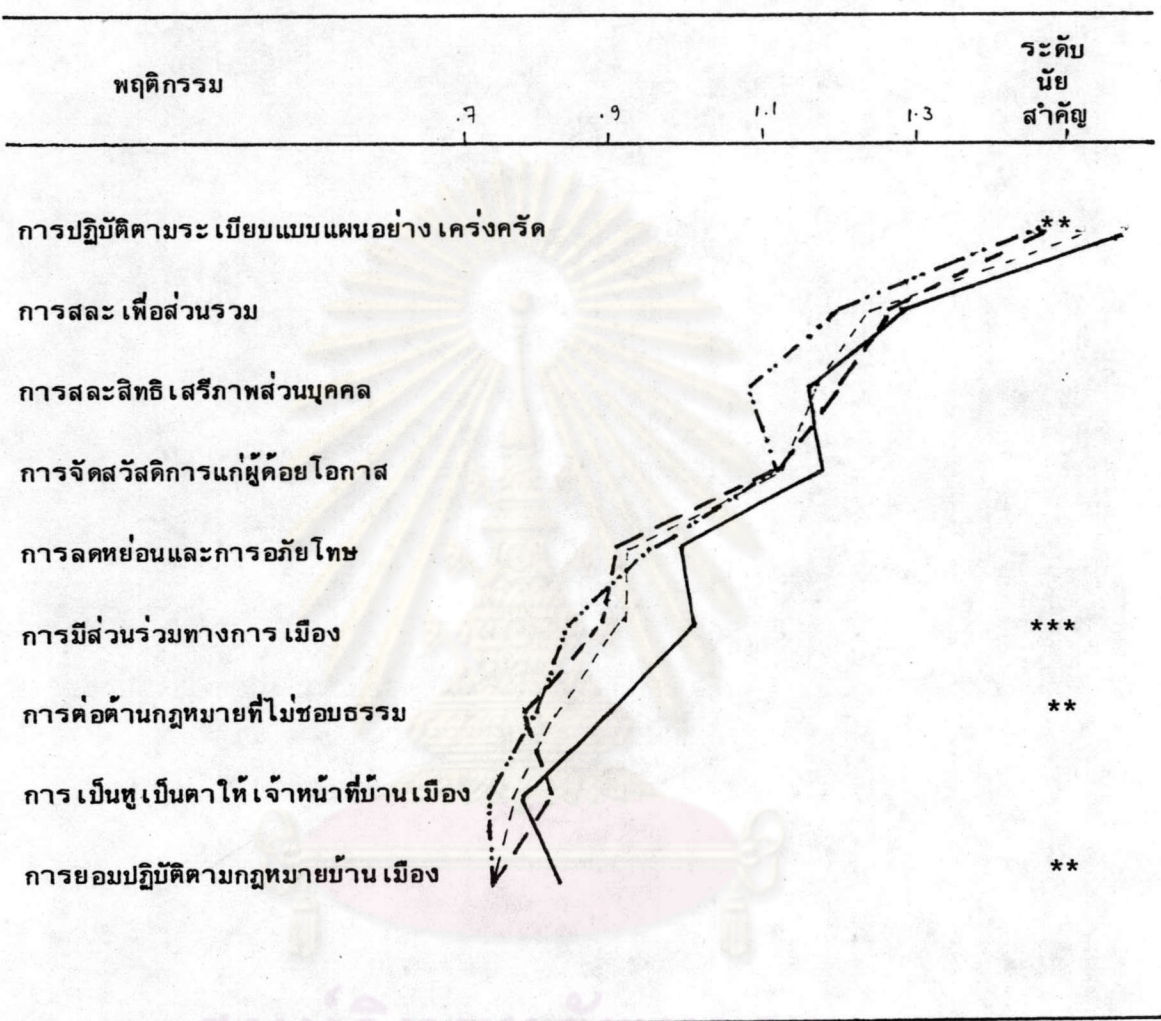 พฤติกรรม
ระดับ
นัย
สำคัญ
.7 .9 1.1 1.3
การปฏิบัติตามระเบียบแบบแผนอย่างเคร่งครัด **
การสละเพื่อส่วนรวม
การสละสิทธิเสรีภาพส่วนบุคคล
การจัดสวัสดิการแก่ผู้ด้อยโอกาส
การลดหย่อนและการอภัยโทษ
การมีส่วนร่วมทางการเมือง ***
การต่อต้านกฎหมายที่ไม่ชอบธรรม **
การเป็นหูเป็นตาให้เจ้าหน้าที่บ้านเมือง
การยอมปฏิบัติตามกฎหมายบ้านเมือง **